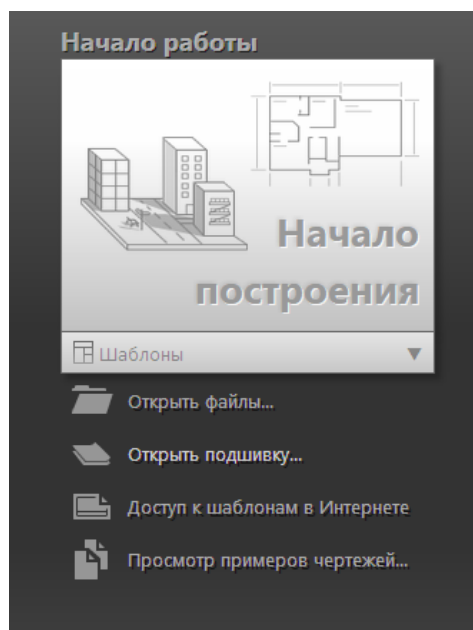 Начало работы
Начало
построения
Шаблоны
Открыть файлы...
Открыть подшивку...
Доступ к шаблонам в Интернете
Просмотр примеров чертежей...